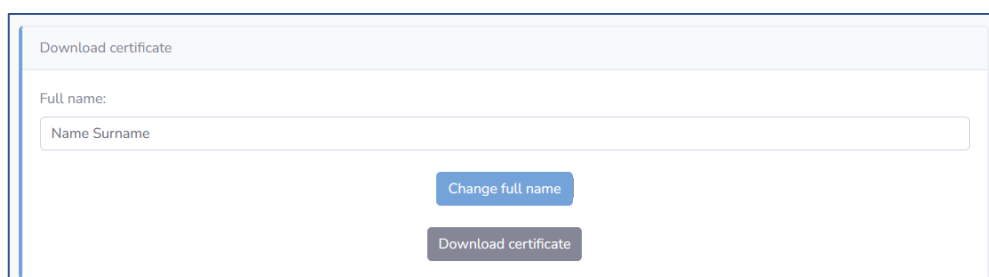 Download certificate
Full name:
Name Surname
Change full name
Download certificate